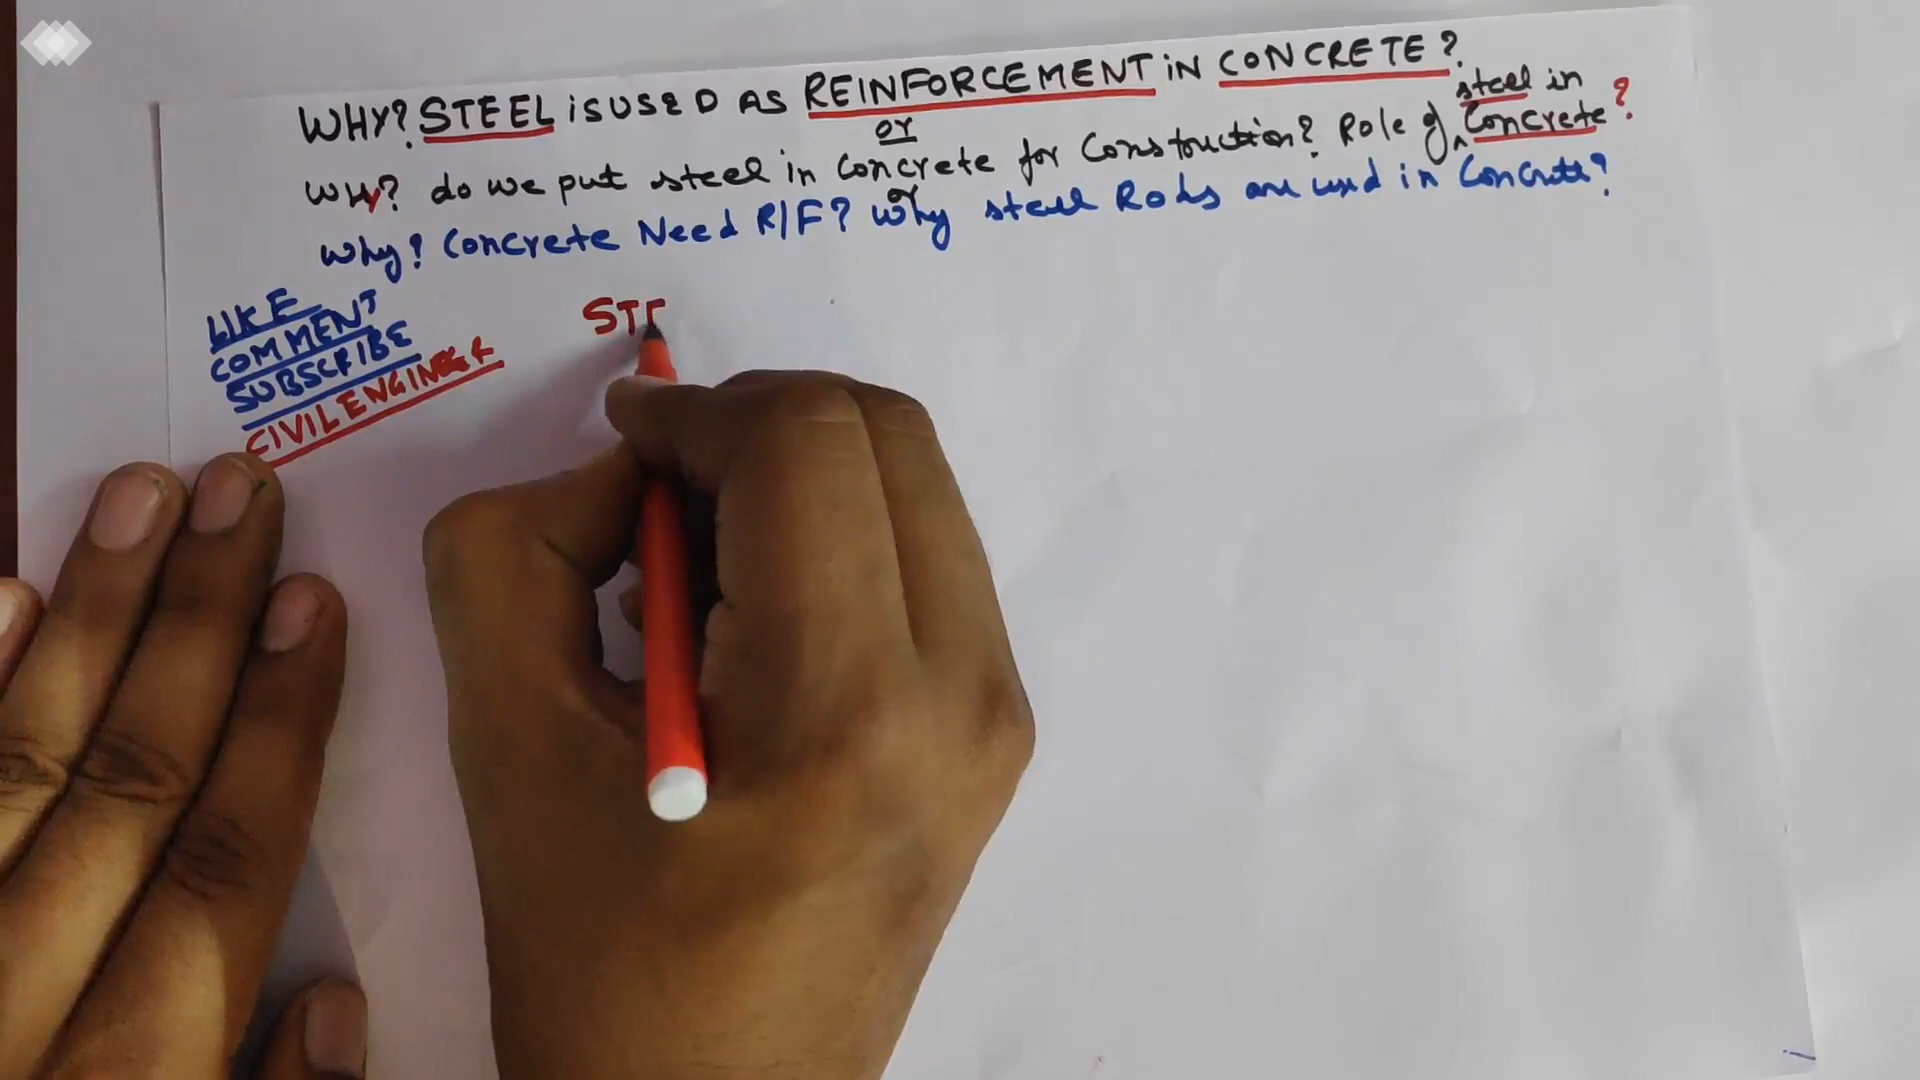 WHY? STEEL iS USED AS REINFORCEMENT iN CONCRETE?
or
steel in
WHy? do we put steel in Concrete for Construction? Role of ^ Concrete?
or
Why? Concrete Need R/F? Why steel Rods are used in Concrete?
LIKE
COMMENT
SUBSCRIBE
CIVIL ENGINEER
STE